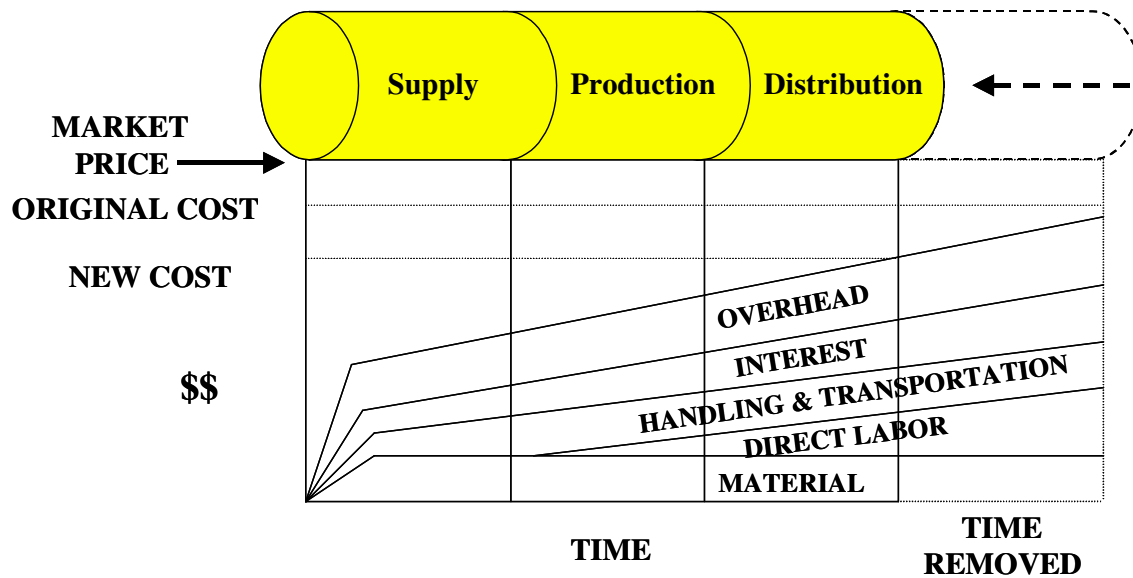 Supply
Production
Distribution
MARKET
PRICE
ORIGINAL COST
NEW COST
$$
OVERHEAD
INTEREST
HANDLING & TRANSPORTATION
DIRECT LABOR
MATERIAL
TIME
TIME
REMOVED